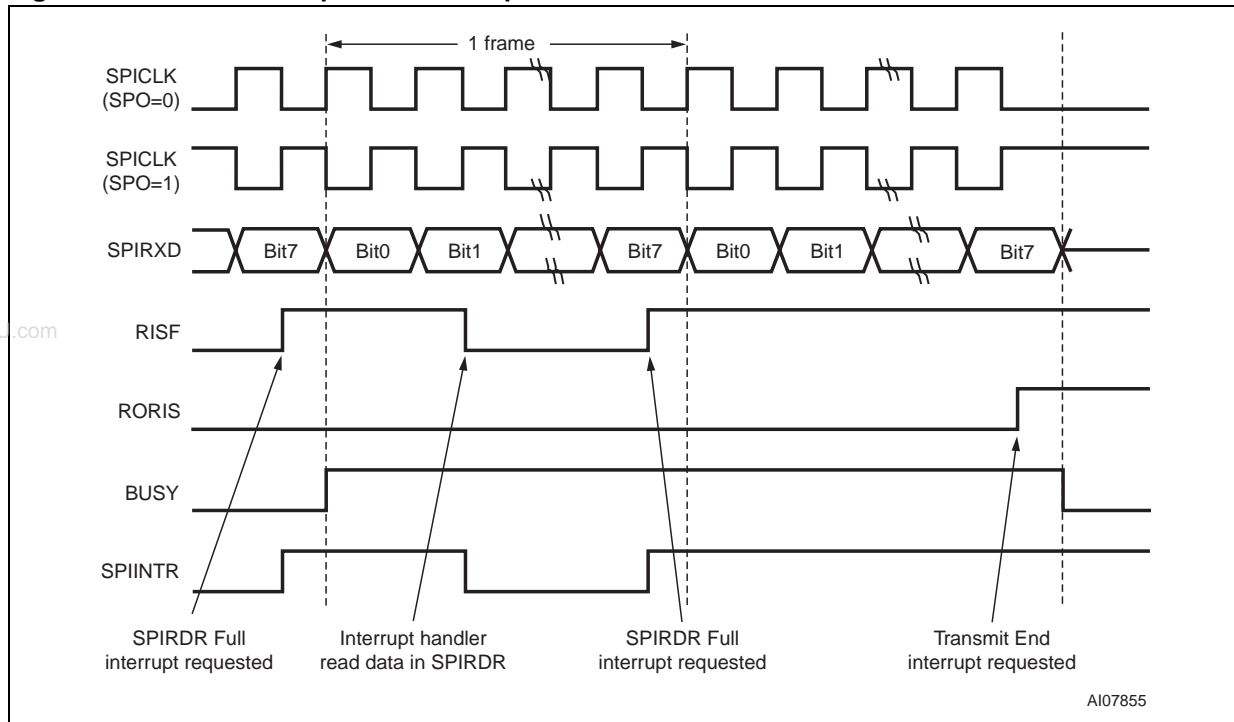 1 frame
SPICLK
(SPO=0)
SPICLK
(SPO=1)
SPIRXD
Bit7
Bit0
Bit1
Bit7
Bit0
Bit1
Bit7
.com
RISF
RORIS
BUSY
SPIINTR
SPIRDR Full
interrupt requested
Interrupt handler
read data in SPIRDR
SPIRDR Full
interrupt requested
Transmit End
interrupt requested
AI07855